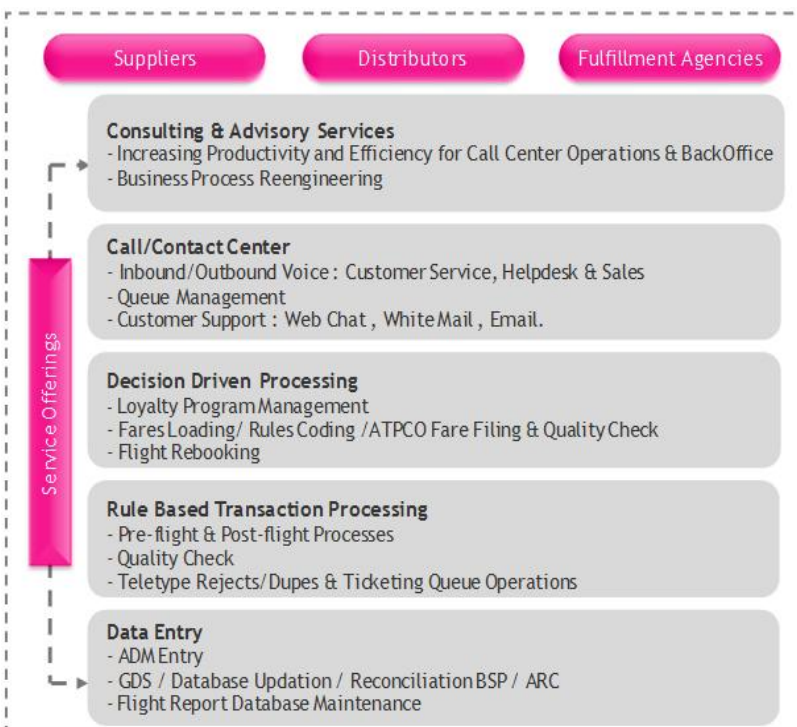 Suppliers
Distributors
Fulfillment Agencies
Consulting & Advisory Services
- Increasing Productivity and Efficiency for Call Center Operations & BackOffice
- Business Process Reengineering
Call/Contact Center
- Inbound/Outbound Voice : Customer Service, Helpdesk & Sales
- Queue Management
- Customer Support : Web Chat , White Mail , Email.
Service Offerings
Decision Driven Processing
- Loyalty Program Management
- Fares Loading/ Rules Coding /ATPCO Fare Filing & Quality Check
- Flight Rebooking
Rule Based Transaction Processing
- Pre-flight & Post-flight Processes
- Quality Check
- Teletype Rejects/Dupes & Ticketing Queue Operations
Data Entry
- ADM Entry
- GDS / Database Updation / Reconciliation BSP / ARC
- Flight Report Database Maintenance